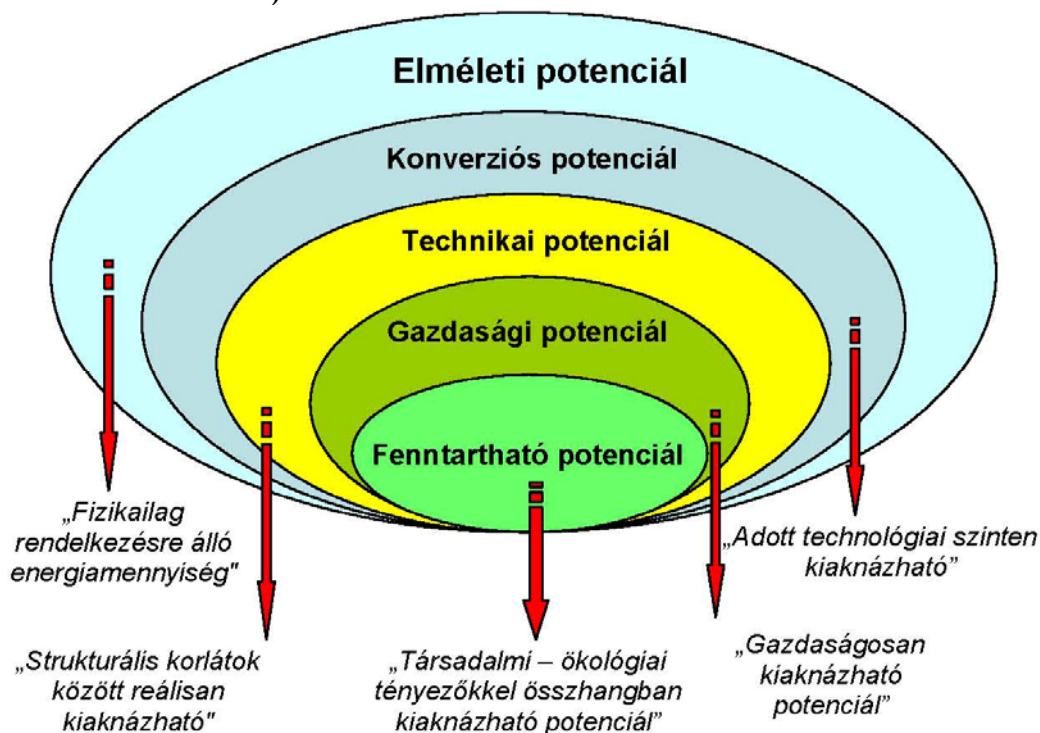 Elméleti potenciál
Konverziós potenciál
Technikai potenciál
Gazdasági potenciál
Fenntartható potenciál
„Fizikailag
rendelkezésre álló
energiamennyiség"
„Adott technológiai szinten
kiaknázható”
„Strukturális korlátok
között reálisan
kiaknázható"
„Társadalmi – ökológiai
tényezőkkel összhangban
kiaknázható potenciál”
„Gazdaságosan
kiaknázható
potenciál”